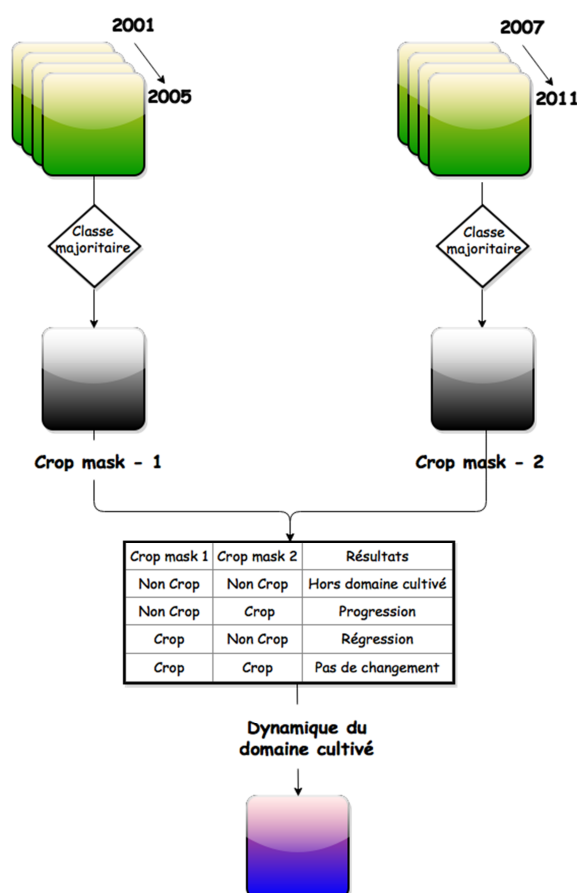 2001
2005
2007
2011
Classe
majoritaire
Classe
majoritaire
Crop mask - 1
Crop mask - 2
Crop mask 1 Crop mask 2 Résultats
Non Crop Non Crop Hors domaine cultivé
Non Crop Crop Progression
Crop Non Crop Régression
Crop Crop Pas de changement
Dynamique du
domaine cultivé